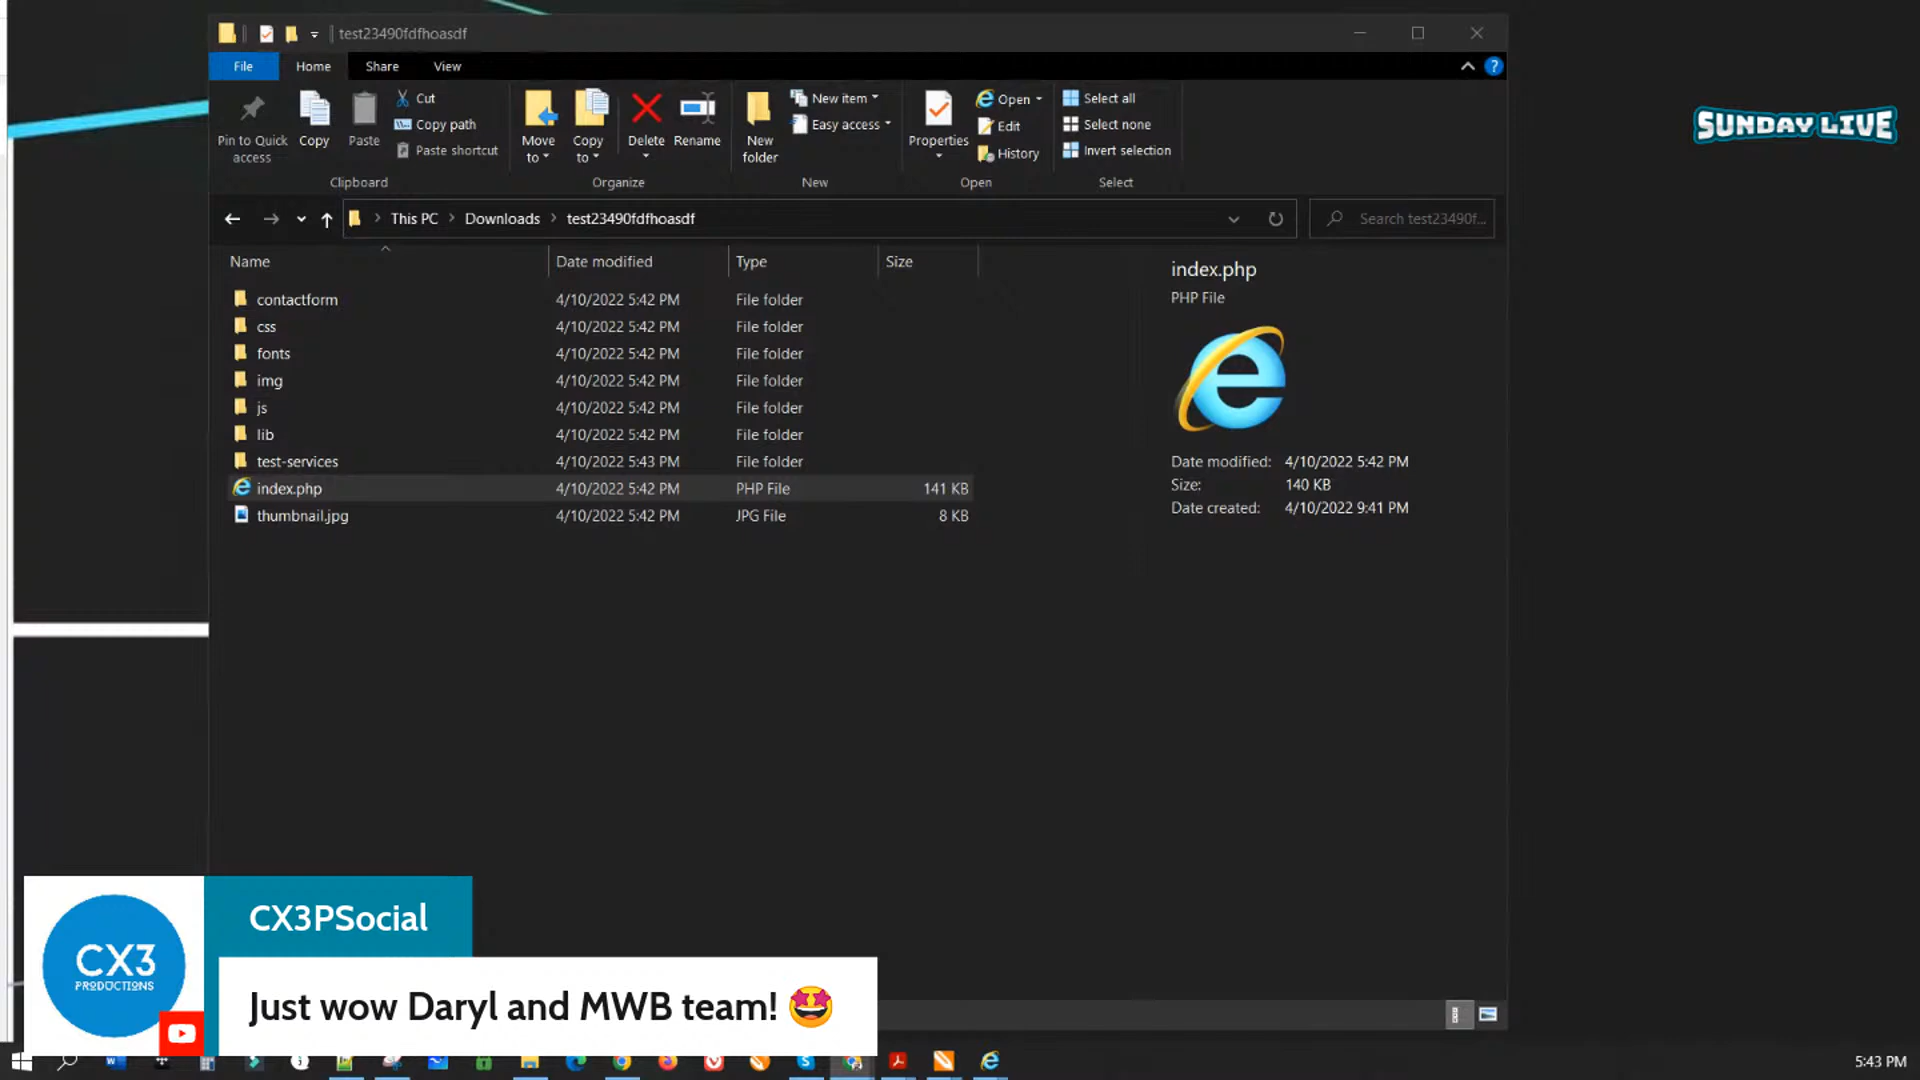 test23490fdfhoasdf
File Home Share View
Pin to Quick access
Copy
Paste
Cut
Copy path
Paste shortcut
Clipboard
Move to
Copy to
Delete
Rename
Organize
New folder
New item
Easy access
New
Properties
Open
Edit
History
Open
Select all
Select none
Invert selection
Select
This PC > Downloads > test23490fdfhoasdf
Search test23490f...
Name Date modified Type Size
contactform 4/10/2022 5:42 PM File folder
css 4/10/2022 5:42 PM File folder
fonts 4/10/2022 5:42 PM File folder
img 4/10/2022 5:42 PM File folder
js 4/10/2022 5:42 PM File folder
lib 4/10/2022 5:42 PM File folder
test-services 4/10/2022 5:43 PM File folder
index.php 4/10/2022 5:42 PM PHP File 141 KB
thumbnail.jpg 4/10/2022 5:42 PM JPG File 8 KB
index.php
PHP File
Date modified: 4/10/2022 5:42 PM
Size: 140 KB
Date created: 4/10/2022 9:41 PM
SUNDAY LIVE
CX3
PRODUCTIONS
CX3PSocial
Just wow Daryl and MWB team! 🤩
5:43 PM